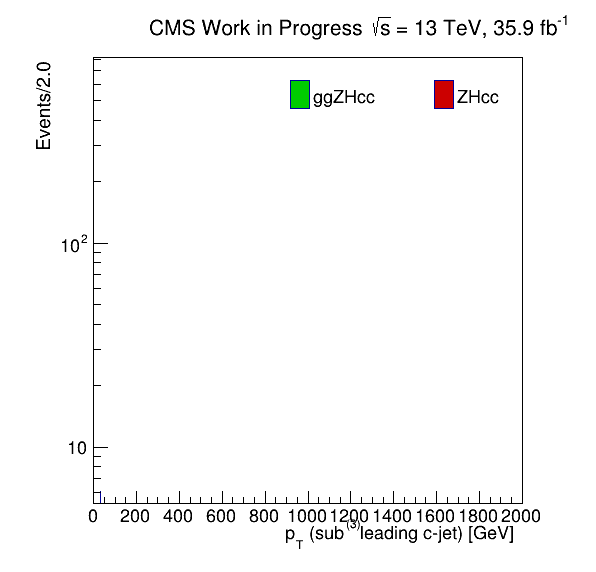 CMS Work in Progress √s = 13 TeV, 35.9 fb⁻¹
Events/2.0
ggZHcc ZHcc
10²
10
0 200 400 600 800 1000 1200 1400 1600 1800 2000
p_T (sub⁽³⁾leading c-jet) [GeV]